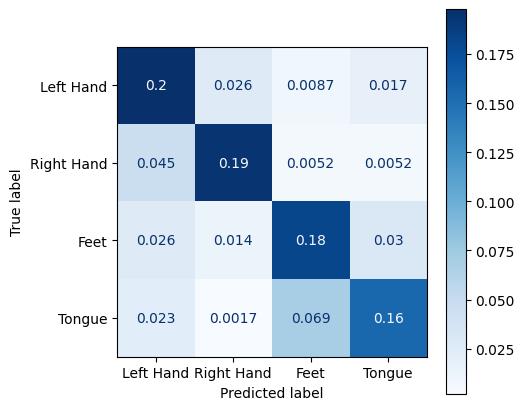 Left Hand 0.2 0.026 0.0087 0.017
Right Hand 0.045 0.19 0.0052 0.0052
Feet 0.026 0.014 0.18 0.03
Tongue 0.023 0.0017 0.069 0.16
Left Hand Right Hand Feet Tongue
Predicted label
True label
0.175
0.150
0.125
0.100
0.075
0.050
0.025